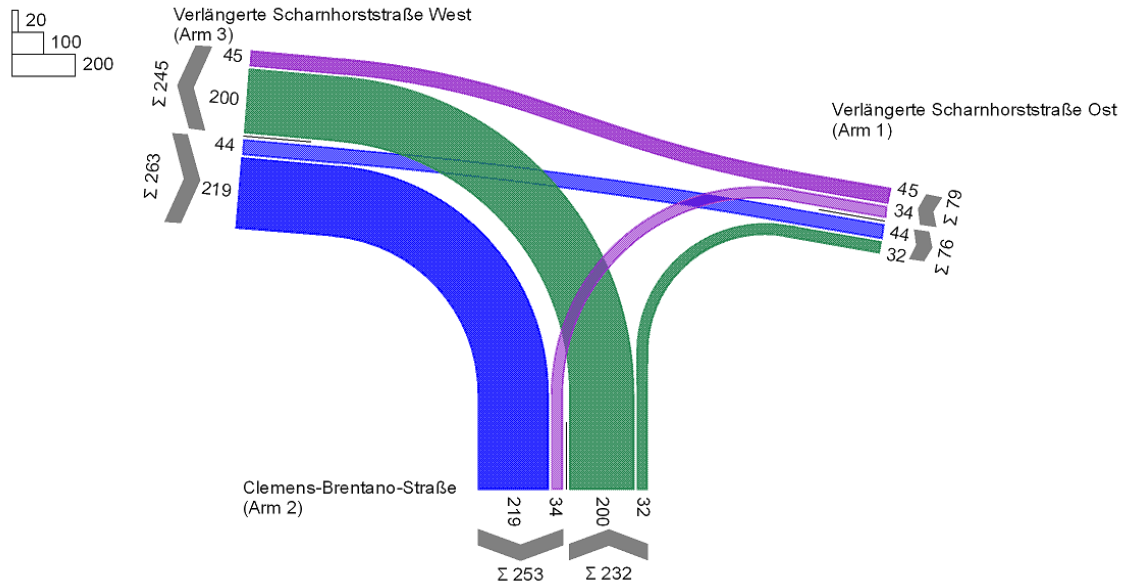 20
100
200
Verlängerte Scharnhorststraße West
(Arm 3)
45
200
44
219
Σ 245
Σ 263
Verlängerte Scharnhorststraße Ost
(Arm 1)
45
34
44
32
Σ 79
Σ 76
Clemens-Brentano-Straße
(Arm 2)
219
34
200
32
Σ 253
Σ 232